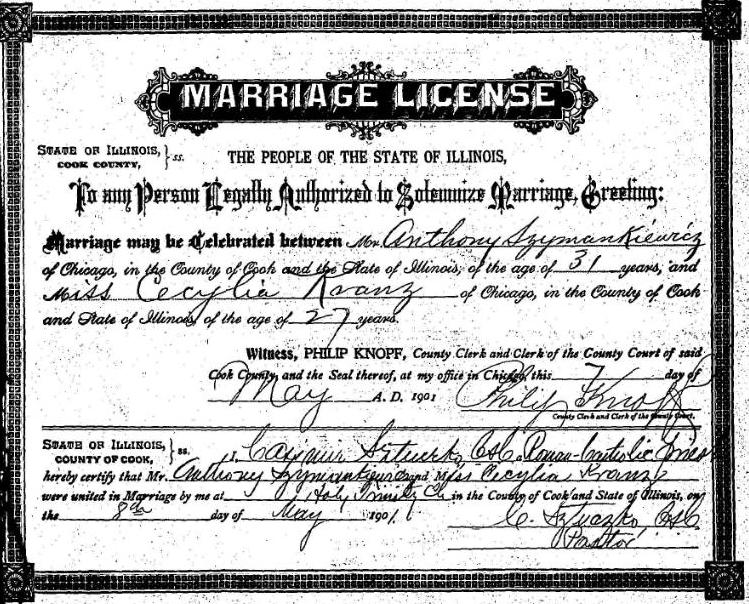 MARRIAGE LICENSE
STATE OF ILLINOIS,
COOK COUNTY, } ss.
THE PEOPLE OF THE STATE OF ILLINOIS,
To any Person Legally Authorized to Solemnize Marriage, Greeting:
Marriage may be Celebrated between Mr. Anthony Szymankiewicz
of Chicago, in the County of Cook and the State of Illinois, of the age of 31 years, and
Miss Cecylia Kranz of Chicago, in the County of Cook
and State of Illinois, of the age of 27 years.
Witness, PHILIP KNOPF, County Clerk and Clerk of the County Court of said
Cook County, and the Seal thereof, at my office in Chicago, this 7 day of
May A. D. 1901 Philip Knopf
County Clerk and Clerk of the County Court.
STATE OF ILLINOIS,
COUNTY OF COOK, } ss. I, Casimir Sztuczko CSC Roman-Catholic Priest
hereby certify that Mr. Anthony Szymankiewicz and Miss Cecylia Kranz
were united in Marriage by me at Holy Trinity Ch in the County of Cook and State of Illinois, on
the 8th day of May 1901.
C. Sztuczko CSC
Pastor